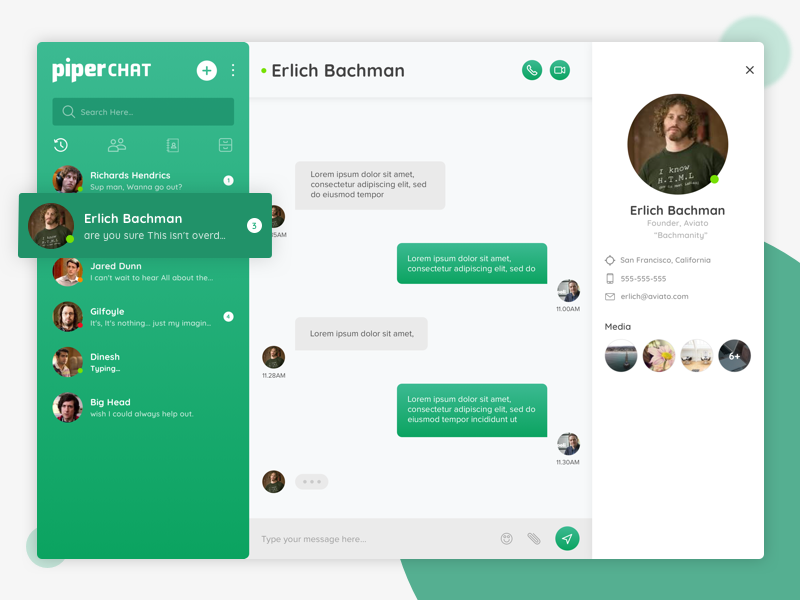 piperCHAT
Search Here...
Richards Hendrics
Sup man, Wanna go out?
1
Erlich Bachman
are you sure This isn't overd...
3
Jared Dunn
I can't wait to hear All about the...
Gilfoyle
It's, It's nothing... just my imagin...
4
Dinesh
Typing...
Big Head
wish I could always help out.
Erlich Bachman
Lorem ipsum dolor sit amet,
consectetur adipiscing elit, sed
do eiusmod tempor
Lorem ipsum dolor sit amet,
consectetur adipiscing elit, sed do
11.00AM
Lorem ipsum dolor sit amet,
11.28AM
Lorem ipsum dolor sit amet,
consectetur adipiscing elit, sed do
eiusmod tempor incididunt ut
11.30AM
Type your message here...
I know
H.T.M.L
Erlich Bachman
Founder, Aviato
"Bachmanity"
San Francisco, California
555-555-555
erlich@aviato.com
Media
6+